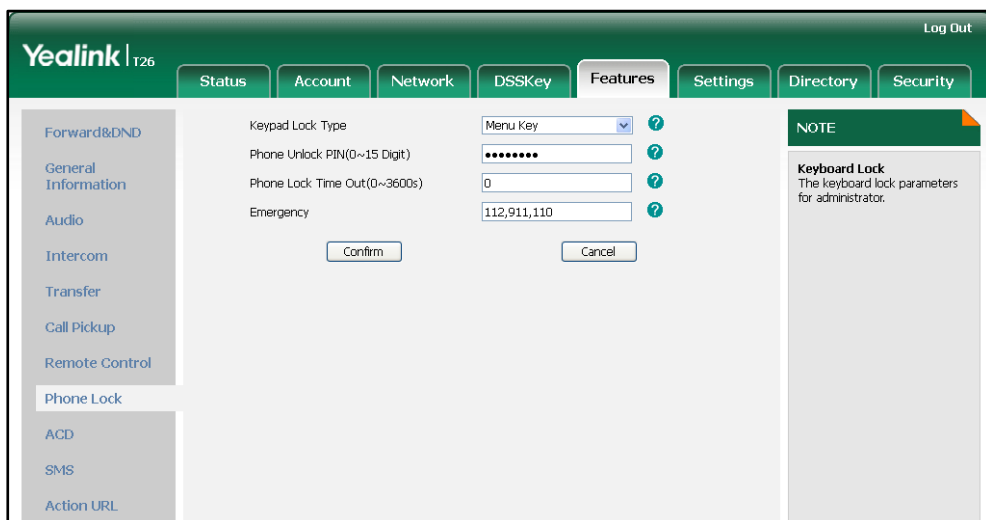 Log Out
Yealink T26
Status Account Network DSSKey Features Settings Directory Security
Forward&DND
General
Information
Audio
Intercom
Transfer
Call Pickup
Remote Control
Phone Lock
ACD
SMS
Action URL
Keypad Lock Type Menu Key ?
Phone Unlock PIN(0~15 Digit) •••••••• ?
Phone Lock Time Out(0~3600s) 0 ?
Emergency 112,911,110 ?
Confirm Cancel
NOTE
Keyboard Lock
The keyboard lock parameters
for administrator.